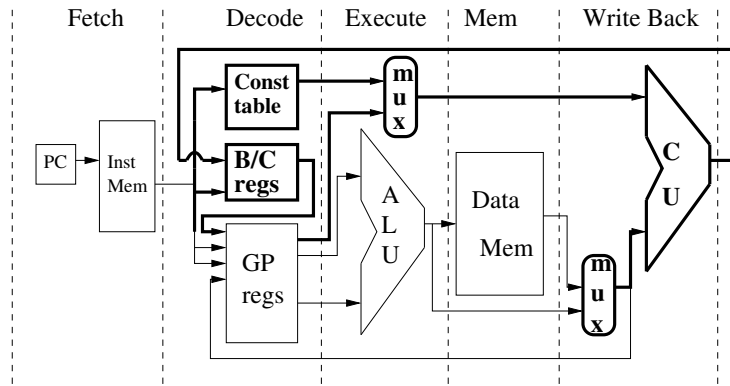 Fetch Decode Execute Mem Write Back
PC
Inst
Mem
Const
table
B/C
regs
GP
regs
m
u
x
A
L
U
Data
Mem
m
u
x
C
U